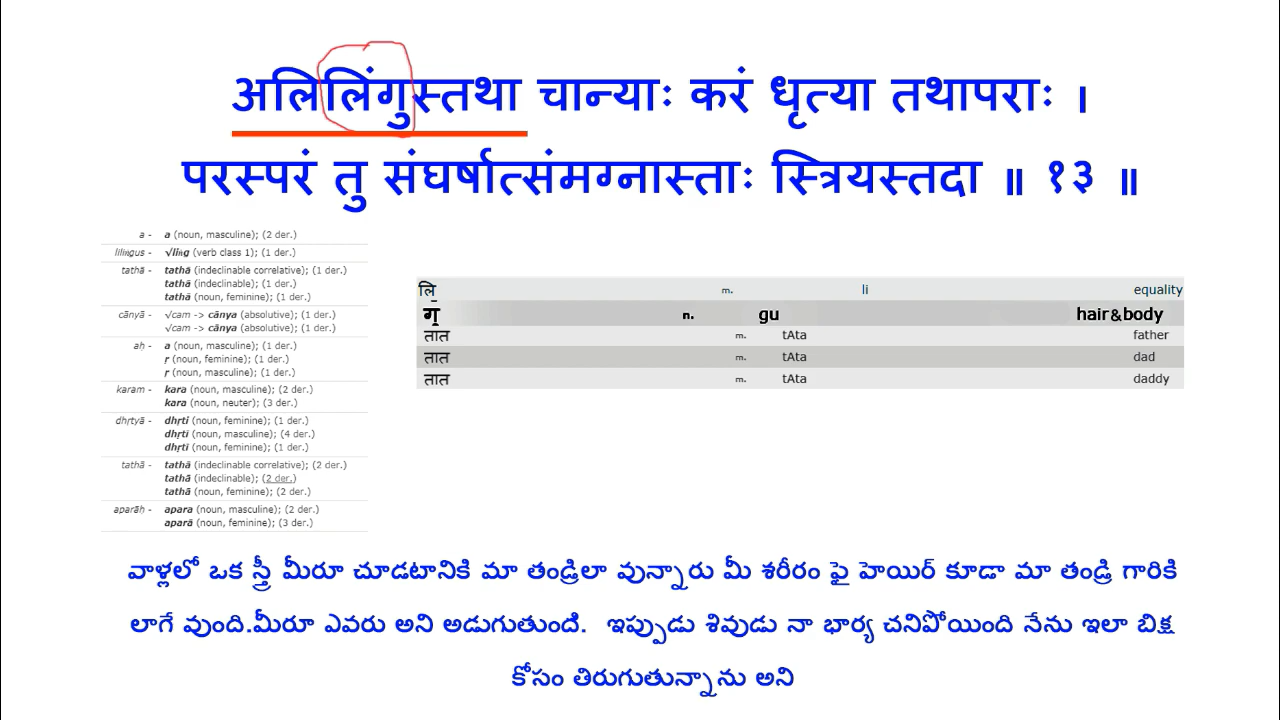 अलिलिंगुस्तथा चान्याः करं धृत्या तथापराः ।
परस्परं तु संघर्षात्संमग्नास्ताः स्त्रियस्तदा ॥ १३ ॥
a - a (noun, masculine); (2 der.)
liliṅgus - √liṅg (verb class 1); (1 der.)
tathā - tathā (indeclinable correlative); (1 der.)
tathā (indeclinable); (1 der.)
tathā (noun, feminine); (1 der.)
cānyā - √cam -> cānya (absolutive); (1 der.)
√cam -> cānya (absolutive); (1 der.)
aḥ - a (noun, masculine); (1 der.)
ṛ (noun, feminine); (1 der.)
ṛ (noun, masculine); (1 der.)
karam - kara (noun, masculine); (2 der.)
kara (noun, neuter); (3 der.)
dhṛtyā - dhṛti (noun, feminine); (1 der.)
dhṛti (noun, masculine); (4 der.)
dhṛti (noun, feminine); (1 der.)
tathā - tathā (indeclinable correlative); (2 der.)
tathā (indeclinable); (2 der.)
tathā (noun, feminine); (2 der.)
aparāḥ - apara (noun, masculine); (2 der.)
aparā (noun, feminine); (3 der.)
लि m. li equality
गु n. gu hair&body
तात m. tAta father
तात m. tAta dad
तात m. tAta daddy
వాళ్లలో ఒక స్త్రీ మీరూ చూడటానికి మా తండ్రిలా వున్నారు మీ శరీరం ఫై హెయిర్ కూడా మా తండ్రి గారికి
లాగే వుంది.మీరూ ఎవరు అని అడుగుతుంది. ఇప్పుడు శివుడు నా భార్య చనిపోయింది నేను ఇలా బిక్ష
కోసం తిరుగుతున్నాను అని